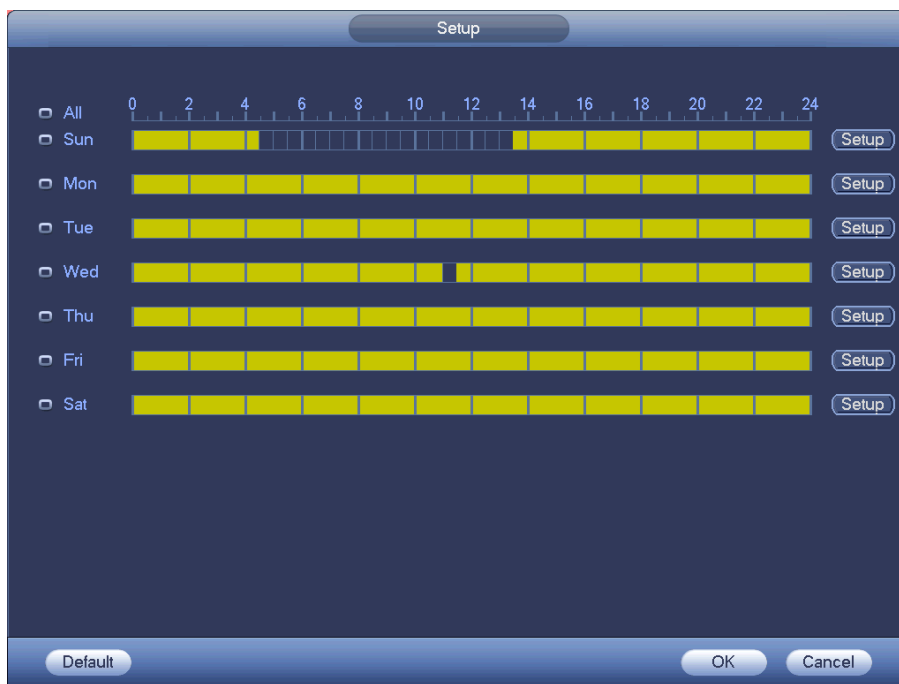 Setup
All 0 2 4 6 8 10 12 14 16 18 20 22 24
Sun Setup
Mon Setup
Tue Setup
Wed Setup
Thu Setup
Fri Setup
Sat Setup
Default OK Cancel